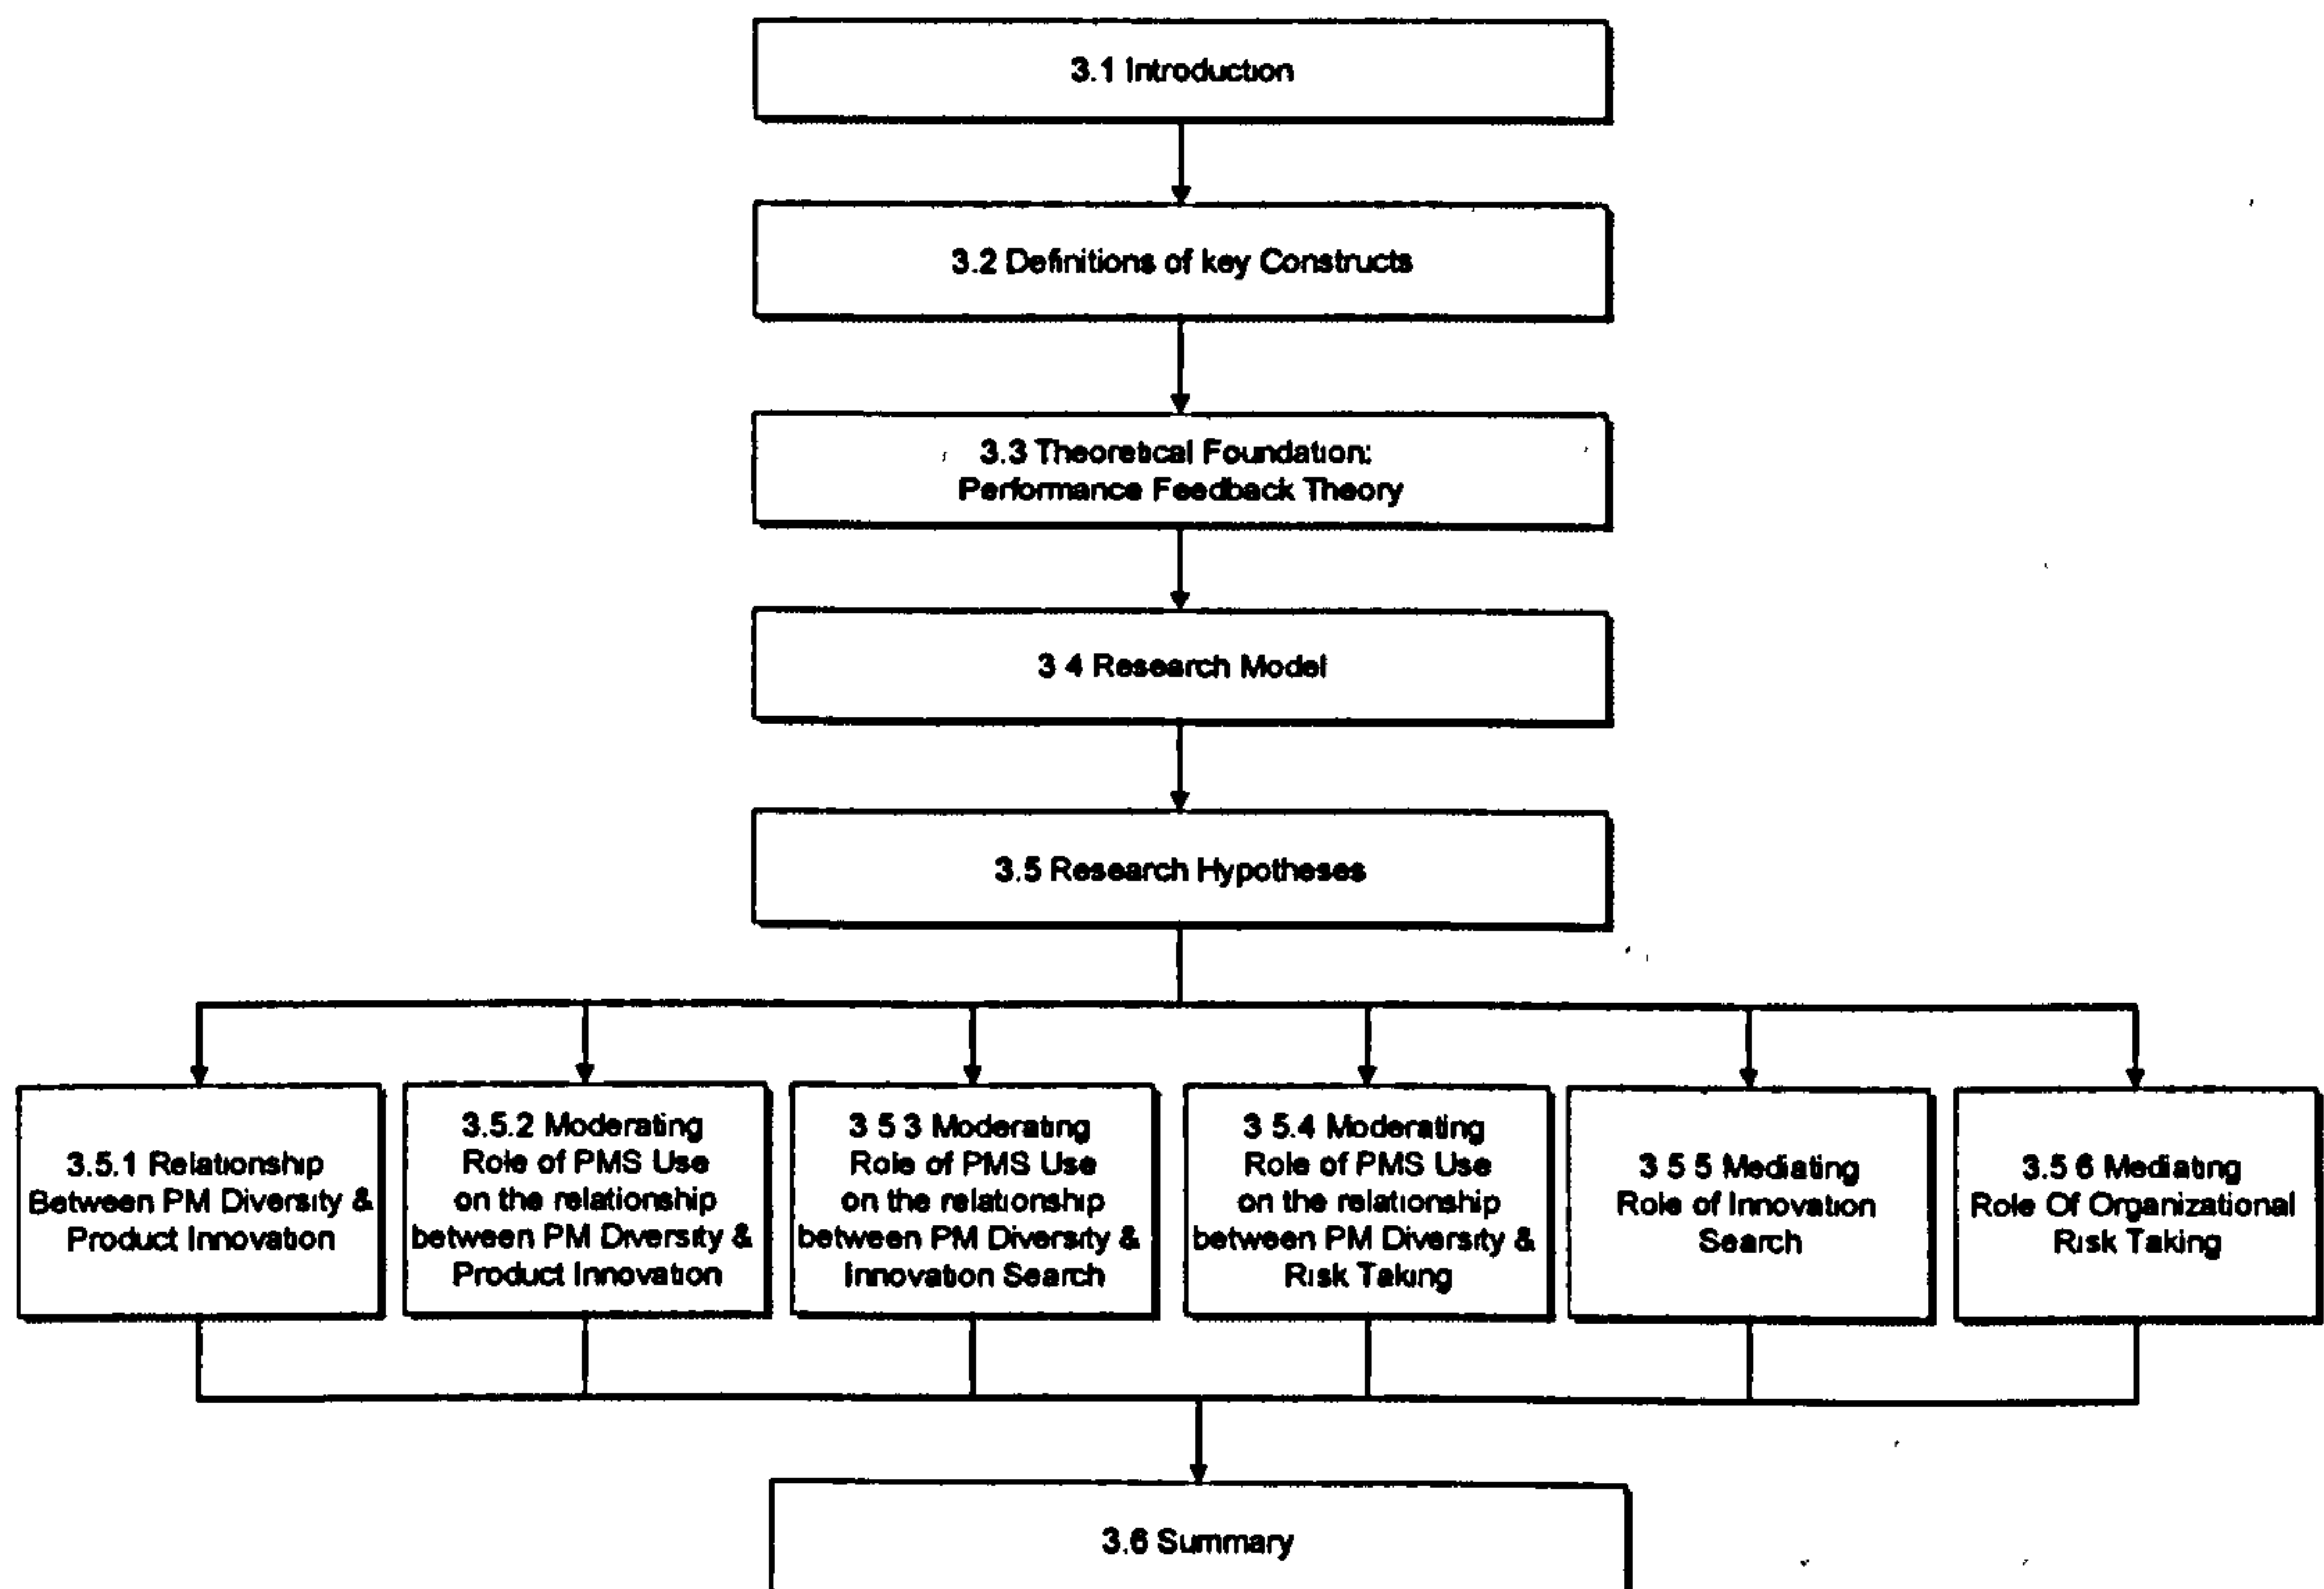 3.1 Introduction
3.2 Definitions of key Constructs
3.3 Theoretical Foundation:
Performance Feedback Theory
3 4 Research Model
3.5 Research Hypotheses
3.5.1 Relationship
Between PM Diversity &
Product Innovation
3.5.2 Moderating
Role of PMS Use
on the relationship
between PM Diversity &
Product Innovation
3 5 3 Moderating
Role of PMS Use
on the relationship
between PM Diversity &
Innovation Search
3 5.4 Moderating
Role of PMS Use
on the relationship
between PM Diversity &
Risk Taking
3 5 5 Mediating
Role of Innovation
Search
3.5 6 Mediating
Role Of Organizational
Risk Taking
3.6 Summary